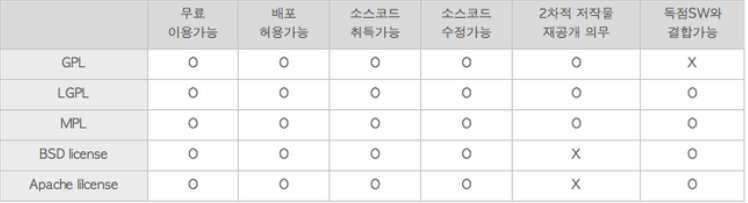 무료 배포 소스코드 소스코드 2차적 저작물 독점SW와
이용가능 허용가능 취득가능 수정가능 재공개 의무 결합가능
GPL O O O O O X
LGPL O O O O O O
MPL O O O O O O
BSD license O O O O X O
Apache lilcense O O O O X O